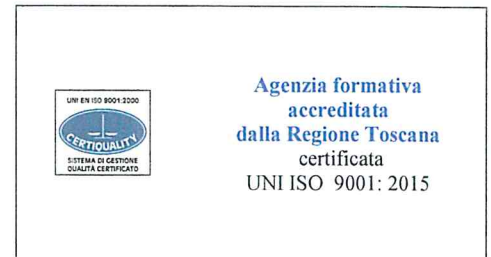 UNI EN ISO 9001:2000
CERTIQUALITY
SISTEMA DI GESTIONE
QUALITÀ CERTIFICATO
Agenzia formativa
accreditata
dalla Regione Toscana
certificata
UNI ISO 9001: 2015